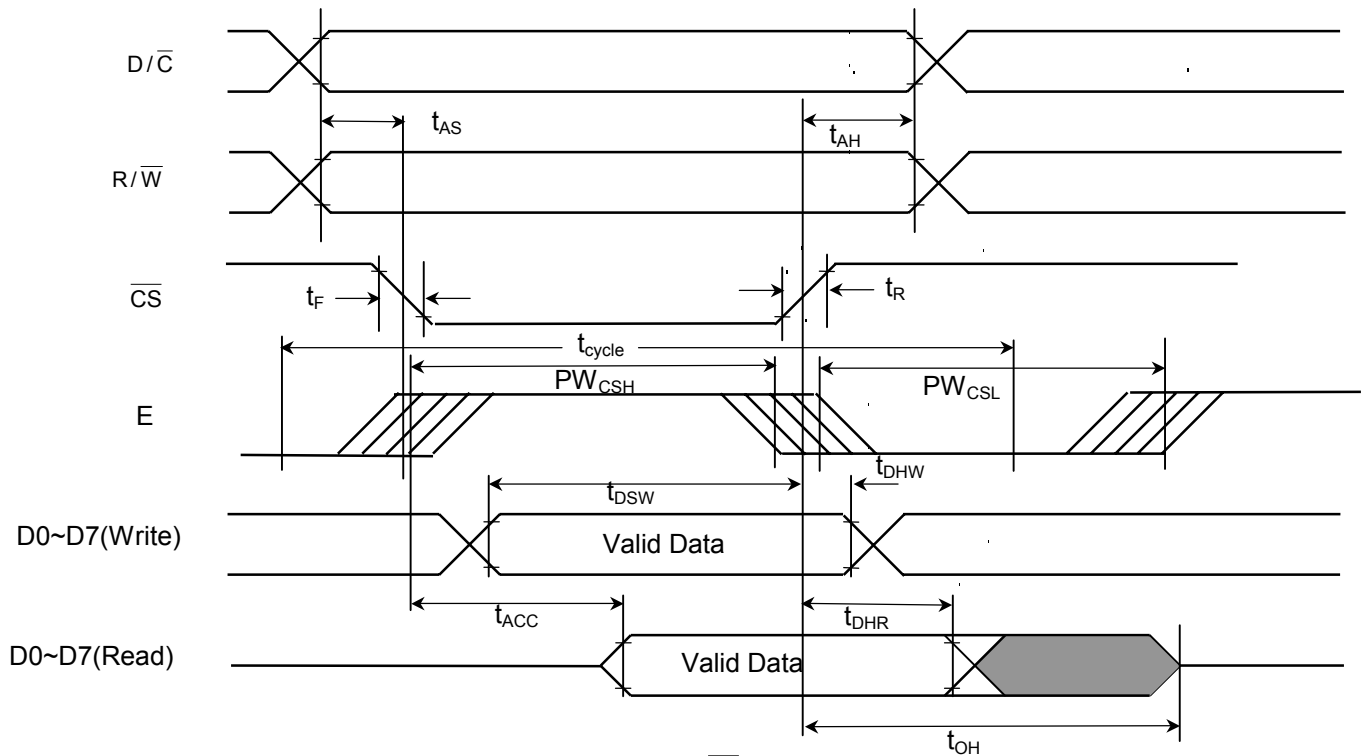 D/C̅
t_AS
t_AH
R/W̅
C̅S̅
t_F
t_R
t_cycle
PW_CSH
PW_CSL
E
t_DHW
t_DSW
D0~D7(Write)
Valid Data
t_ACC
t_DHR
D0~D7(Read)
Valid Data
t_OH